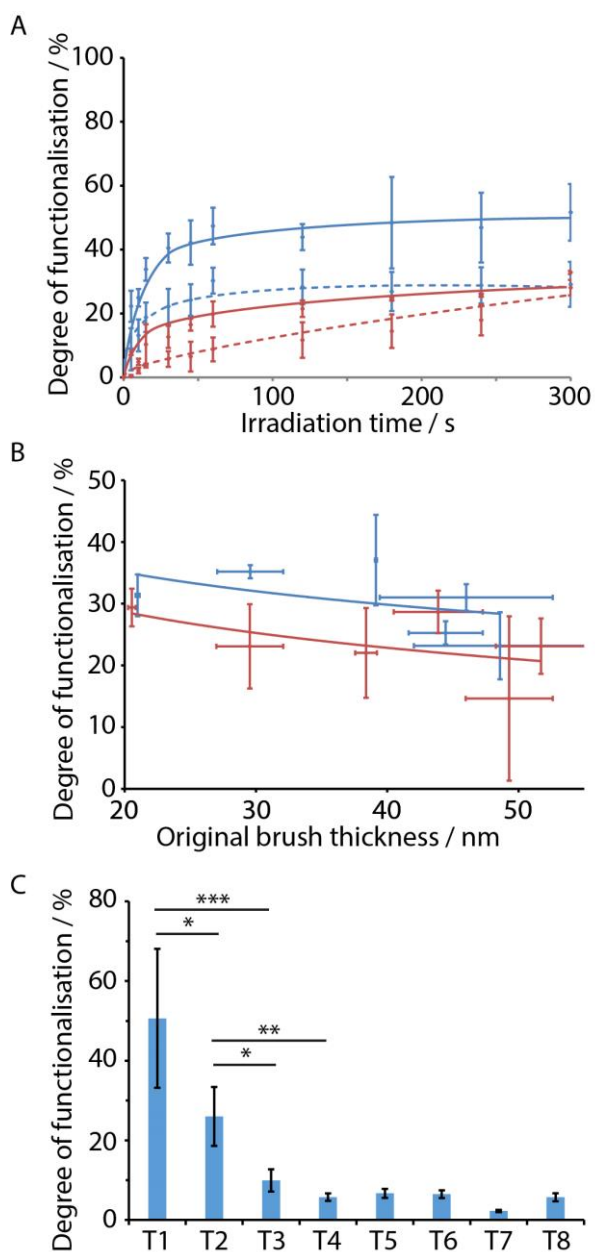 A
Degree of functionalisation / %
100
80
60
40
20
0
0 100 200 300
Irradiation time / s
B
Degree of functionalisation / %
50
40
30
20
10
0
20 30 40 50
Original brush thickness / nm
C
Degree of functionalisation / %
80
60
40
20
0
***
*
**
*
T1 T2 T3 T4 T5 T6 T7 T8